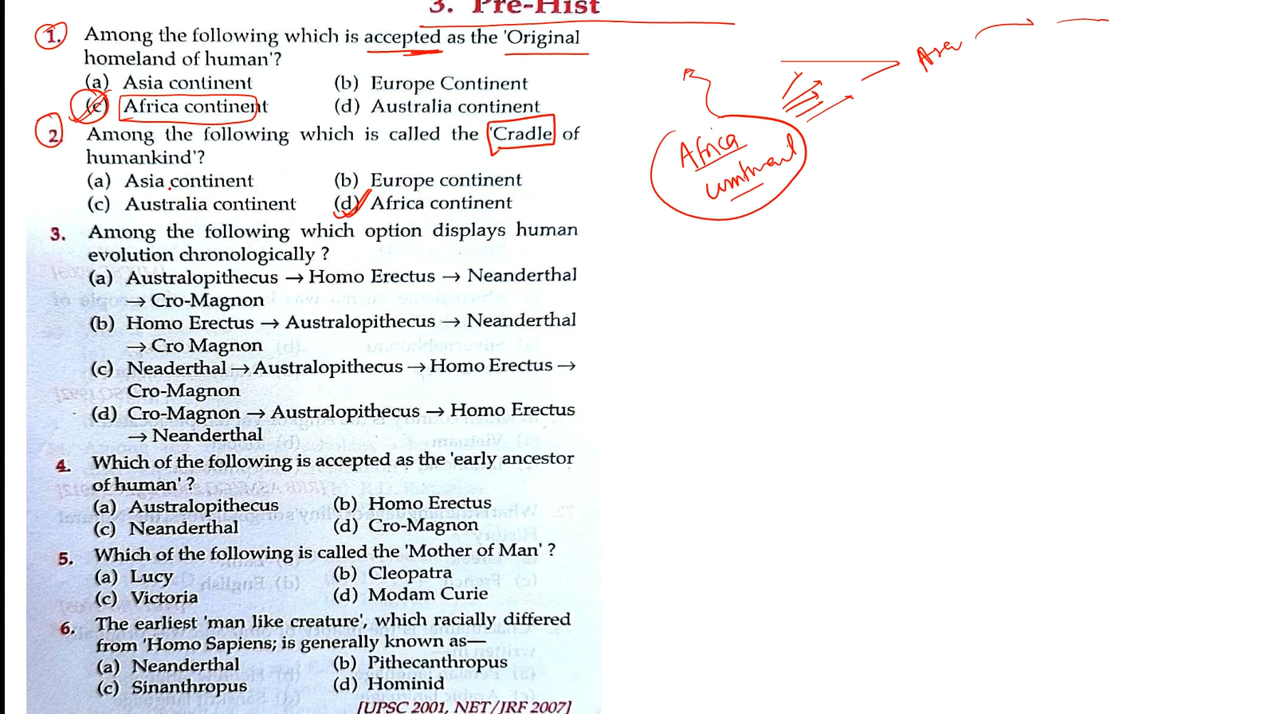 3. Pre-Hist
1. Among the following which is accepted as the 'Original
homeland of human'?
(a) Asia continent (b) Europe Continent
(c) Africa continent (d) Australia continent
2. Among the following which is called the 'Cradle of
humankind'?
(a) Asia continent (b) Europe continent
(c) Australia continent (d) Africa continent
3. Among the following which option displays human
evolution chronologically ?
(a) Australopithecus → Homo Erectus → Neanderthal
→ Cro-Magnon
(b) Homo Erectus → Australopithecus → Neanderthal
→ Cro Magnon
(c) Neaderthal → Australopithecus → Homo Erectus →
Cro-Magnon
(d) Cro-Magnon → Australopithecus → Homo Erectus
→ Neanderthal
4. Which of the following is accepted as the 'early ancestor
of human' ?
(a) Australopithecus (b) Homo Erectus
(c) Neanderthal (d) Cro-Magnon
5. Which of the following is called the 'Mother of Man' ?
(a) Lucy (b) Cleopatra
(c) Victoria (d) Modam Curie
6. The earliest 'man like creature', which racially differed
from 'Homo Sapiens; is generally known as—
(a) Neanderthal (b) Pithecanthropus
(c) Sinanthropus (d) Hominid
[UPSC 2001, NET/JRF 2007]
Africa